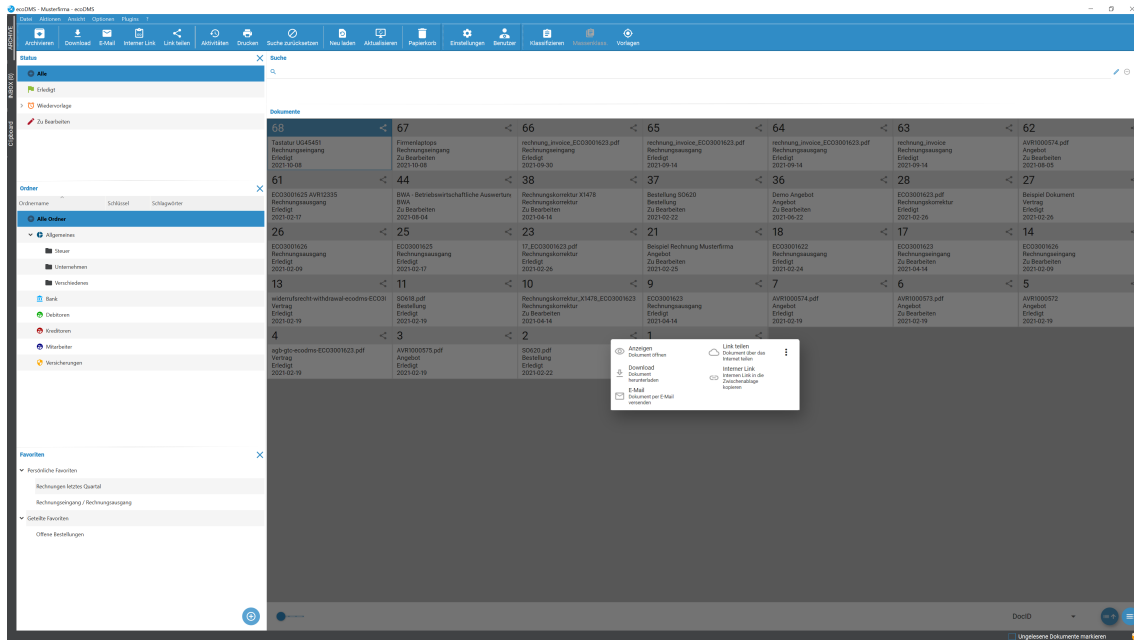 ecoDMS - Musterfirma - ecoDMS
Datei Aktionen Ansicht Optionen Plugins ?
Archivieren Download E-Mail Interner Link Link teilen Aktivitäten Drucken Suche zurücksetzen Neu laden Aktualisieren Papierkorb Einstellungen Benutzer Klassifizieren Vorlagen
ARCHIVE
INBOX (0)
Clipboard
Status
Alle
Erledigt
Wiedervorlage
Zu Bearbeiten
Ordner
Ordnername Schlüssel Schlagwörter
Alle Ordner
Allgemeines
Steuer
Unternehmen
Verschiedenes
Bank
Debitoren
Kreditoren
Mitarbeiter
Versicherungen
Favoriten
Persönliche Favoriten
Rechnungen letztes Quartal
Rechnungseingang / Rechnungsausgang
Geteilte Favoriten
Offene Bestellungen
Suche
Dokumente
68
Tastatur UG45451
Rechnungseingang
Erledigt
2021-10-08
67
Firmenlaptops
Rechnungseingang
Zu Bearbeiten
2021-10-08
66
rechnung_invoice_ECO3001623.pdf
Rechnungseingang
Erledigt
2021-09-30
65
rechnung_invoice_ECO3001623.pdf
Rechnungsausgang
Erledigt
2021-09-14
64
rechnung_invoice_ECO3001623.pdf
Rechnungsausgang
Erledigt
2021-09-14
63
rechnung_invoice
Rechnungsausgang
Erledigt
2021-09-14
62
AVR1000574.pdf
Angebot
Zu Bearbeiten
2021-08-05
61
ECO3001625 AVR12335
Rechnungsausgang
Erledigt
2021-02-17
44
BWA - Betriebswirtschaftliche Auswertun
BWA
Zu Bearbeiten
2021-08-04
38
Rechnungskorrektur X1478
Rechnungskorrektur
Erledigt
2021-04-14
37
Bestellung SO620
Bestellung
Zu Bearbeiten
2021-02-22
36
Demo Angebot
Angebot
Zu Bearbeiten
2021-06-22
28
ECO3001623.pdf
Rechnungskorrektur
Erledigt
2021-02-26
27
Beispiel Dokument
Vertrag
Erledigt
2021-02-26
26
ECO3001626
Rechnungsausgang
Erledigt
2021-02-09
25
ECO3001625
Rechnungsausgang
Erledigt
2021-02-17
23
17_ECO3001623.pdf
Rechnungskorrektur
Erledigt
2021-02-26
21
Beispiel Rechnung Musterfirma
Angebot
Zu Bearbeiten
2021-02-25
18
ECO3001622
Rechnungsausgang
Erledigt
2021-02-24
17
ECO3001623
Rechnungsausgang
Zu Bearbeiten
2021-04-14
14
ECO3001626
Rechnungseingang
Zu Bearbeiten
2021-02-09
13
widerrufsrecht-withdrawal-ecodms-ECO3
Vertrag
Erledigt
2021-02-19
11
SO618.pdf
Bestellung
Erledigt
2021-02-19
10
Rechnungskorrektur_X1478_ECO3001623
Rechnungskorrektur
Zu Bearbeiten
2021-04-14
9
ECO3001623
Rechnungsausgang
Erledigt
2021-04-14
7
AVR1000574.pdf
Angebot
Erledigt
2021-02-19
6
AVR1000573.pdf
Angebot
Zu Bearbeiten
2021-02-19
5
AVR1000572
Angebot
Erledigt
2021-02-19
4
agb-gtc-ecodms-ECO3001623.pdf
Vertrag
Erledigt
2021-02-19
3
AVR1000575.pdf
Angebot
Erledigt
2021-02-19
2
SO620.pdf
Bestellung
Erledigt
2021-02-22
1
Anzeigen
Dokument öffnen
Download
Dokument
herunterladen
E-Mail
Dokument per E-Mail
versenden
Link teilen
Dokument über das
Internet teilen
Interner Link
Internen Link in die
Zwischenablage
kopieren
DocID
Ungelesene Dokumente markieren